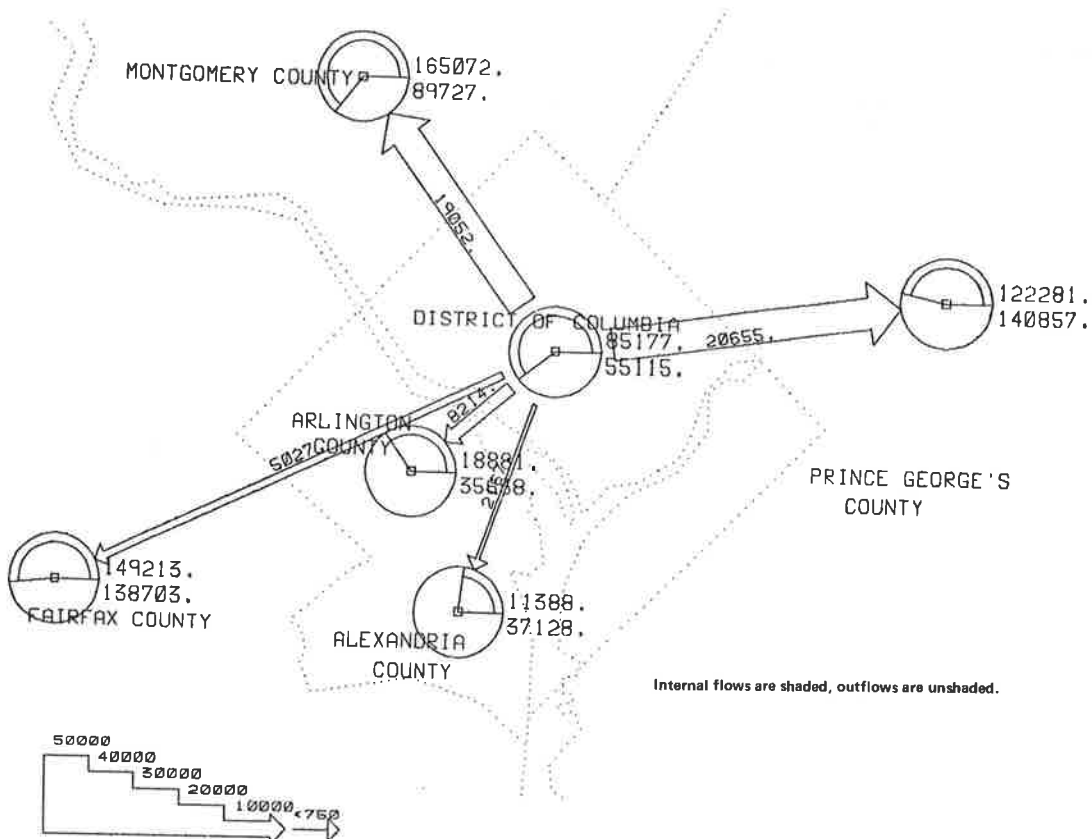 MONTGOMERY COUNTY
165072.
89727.
19052.
DISTRICT OF COLUMBIA
85177.
55115.
20655.
122281.
140857.
PRINCE GEORGE'S
COUNTY
8214.
ARLINGTON
COUNTY
5027
18881.
149213.
138703.
FAIRFAX COUNTY
11388.
37128.
ALEXANDRIA
COUNTY
Internal flows are shaded, outflows are unshaded.
50000
40000
30000
20000
10000
<750